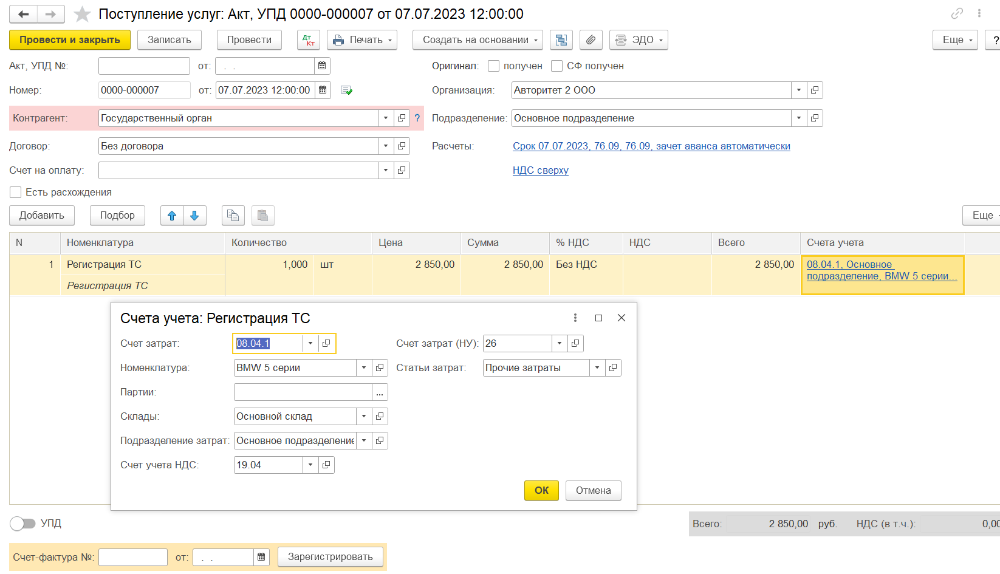 Поступление услуг: Акт, УПД 0000-000007 от 07.07.2023 12:00:00
Провести и закрыть Записать Провести Дт Кт Печать Создать на основании ЭДО Еще ?
Акт, УПД №: от: . . Оригинал: получен СФ получен
Номер: 0000-000007 от: 07.07.2023 12:00:00 Организация: Авторитет 2 ООО
Контрагент: Государственный орган ? Подразделение: Основное подразделение
Договор: Без договора Расчеты: Срок 07.07.2023, 76.09, 76.09, зачет аванса автоматически
Счет на оплату: НДС сверху
Есть расхождения
Добавить Подбор Еще
N Номенклатура Количество Цена Сумма % НДС НДС Всего Счета учета
1 Регистрация ТС 1,000 шт 2 850,00 2 850,00 Без НДС 2 850,00 08.04.1, Основное
подразделение, BMW 5 серии...
Регистрация ТС
Счета учета: Регистрация ТС
Счет затрат: 08.04.1 Счет затрат (НУ): 26
Номенклатура: BMW 5 серии Статьи затрат: Прочие затраты
Партии: ...
Склады: Основной склад
Подразделение затрат: Основное подразделение
Счет учета НДС: 19.04
ОК Отмена
УПД Всего: 2 850,00 руб. НДС (в т.ч.): 0,00
Счет-фактура №: от: . . Зарегистрировать